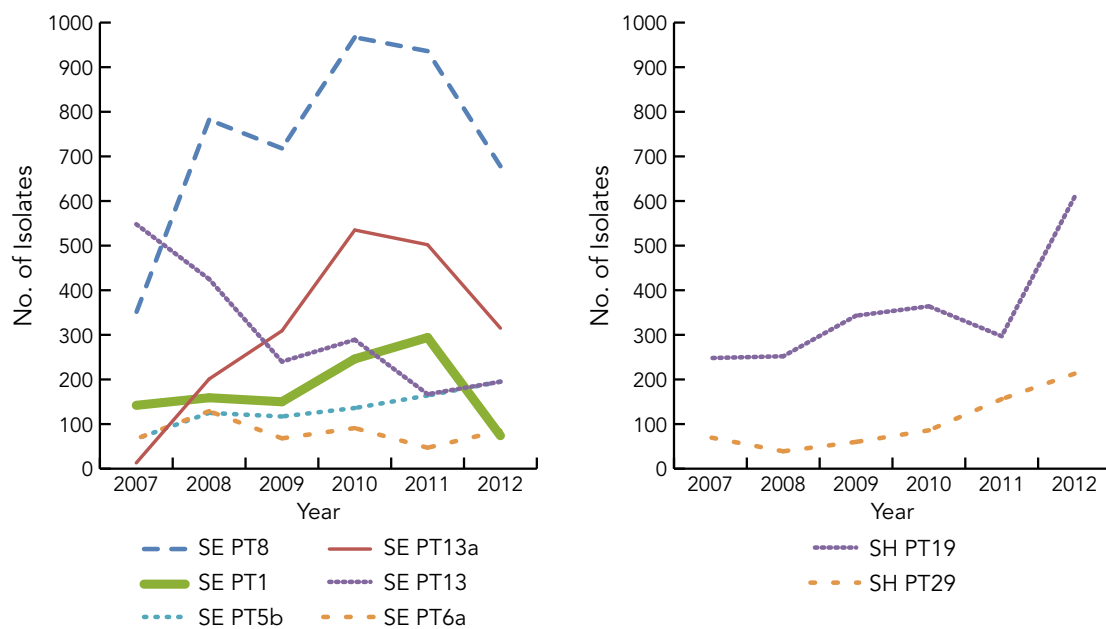 1000
900
800
700
600
500
400
300
200
100
0
No. of Isolates
2007 2008 2009 2010 2011 2012
Year
SE PT8 SE PT13a
SE PT1 SE PT13
SE PT5b SE PT6a
1000
900
800
700
600
500
400
300
200
100
0
No. of Isolates
2007 2008 2009 2010 2011 2012
Year
SH PT19
SH PT29